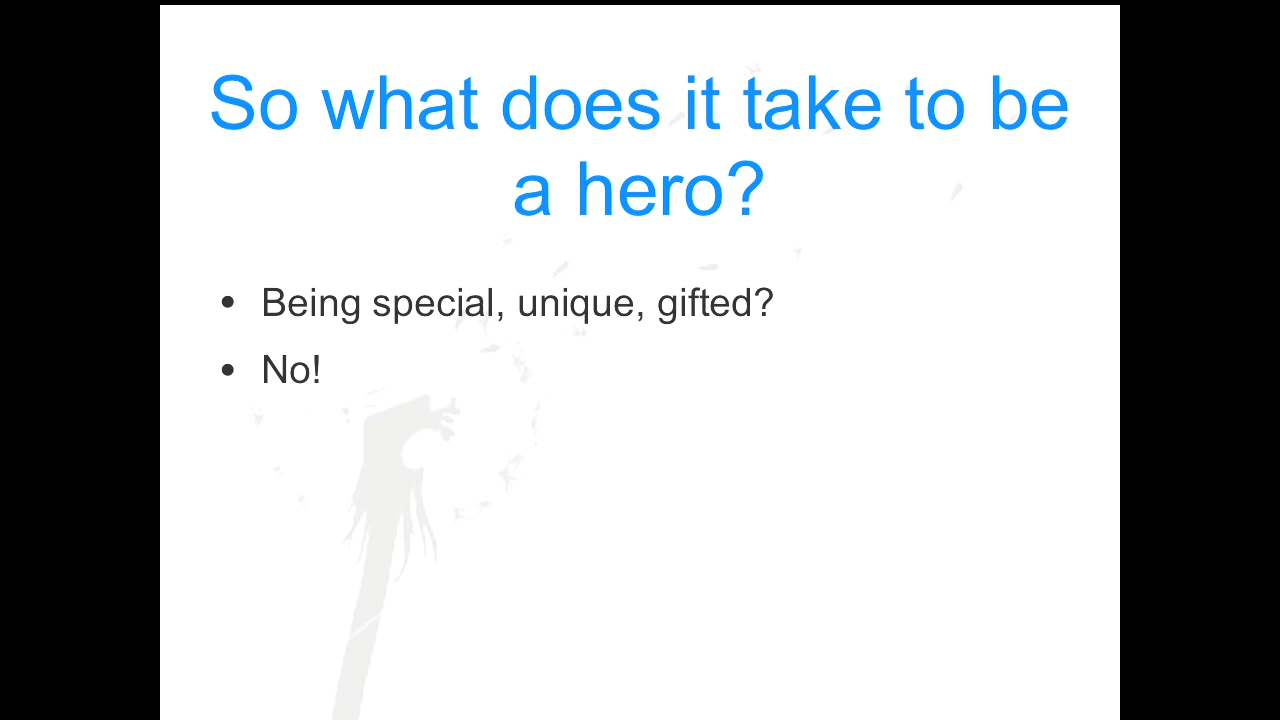 So what does it take to be
a hero?
• Being special, unique, gifted?
• No!